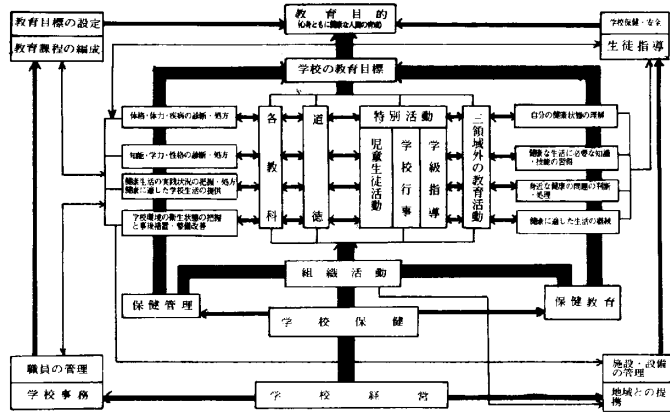 教育目標の設定
教育課程の編成
教育目的
(心身ともに健康な人間の育成)
学校保健・安全
生徒指導
学校の教育目標
体格・体力・疾病の診断・処方
知能・学力・性格の診断・処方
健康生活の実践状況の把握・処方
健康に適した学校生活の提供
学校環境の衛生状態の把握
と事後措置・整備改善
各教科
道徳
特別活動
児童生徒活動
学校行事
学級指導
三領域外の教育活動
自分の健康状態の理解
健康な生活に必要な知識
・技能の習得
身近な健康の問題の判断
・処理
健康に適した生活の継続
組織活動
保健管理
保健教育
学校保健
職員の管理
学校事務
学校経営
施設・設備
の管理
地域との提
携